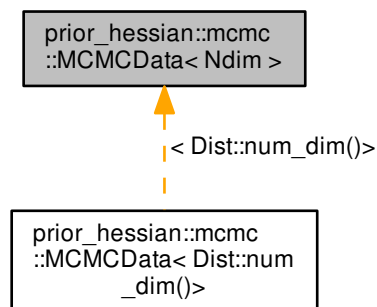 prior_hessian::mcmc
::MCMCData< Ndim >
< Dist::num_dim()>
prior_hessian::mcmc
::MCMCData< Dist::num
_dim()>